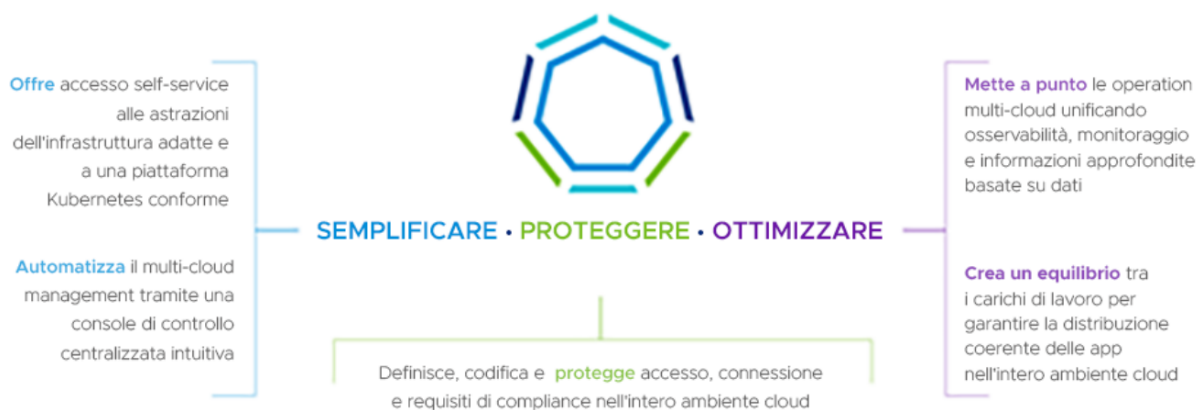 Offre accesso self-service
alle astrazioni
dell'infrastruttura adatte e
a una piattaforma
Kubernetes conforme
Automatizza il multi-cloud
management tramite una
console di controllo
centralizzata intuitiva
SEMPLIFICARE • PROTEGGERE • OTTIMIZZARE
Definisce, codifica e protegge accesso, connessione
e requisiti di compliance nell'intero ambiente cloud
Mette a punto le operation
multi-cloud unificando
osservabilità, monitoraggio
e informazioni approfondite
basate su dati
Crea un equilibrio tra
i carichi di lavoro per
garantire la distribuzione
coerente delle app
nell'intero ambiente cloud